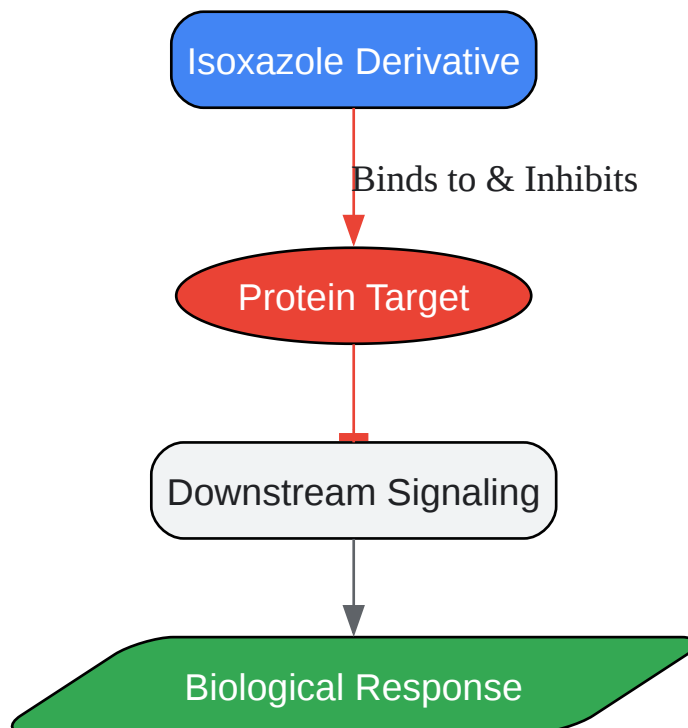 Isoxazole Derivative
Binds to & Inhibits
Protein Target
Downstream Signaling
Biological Response